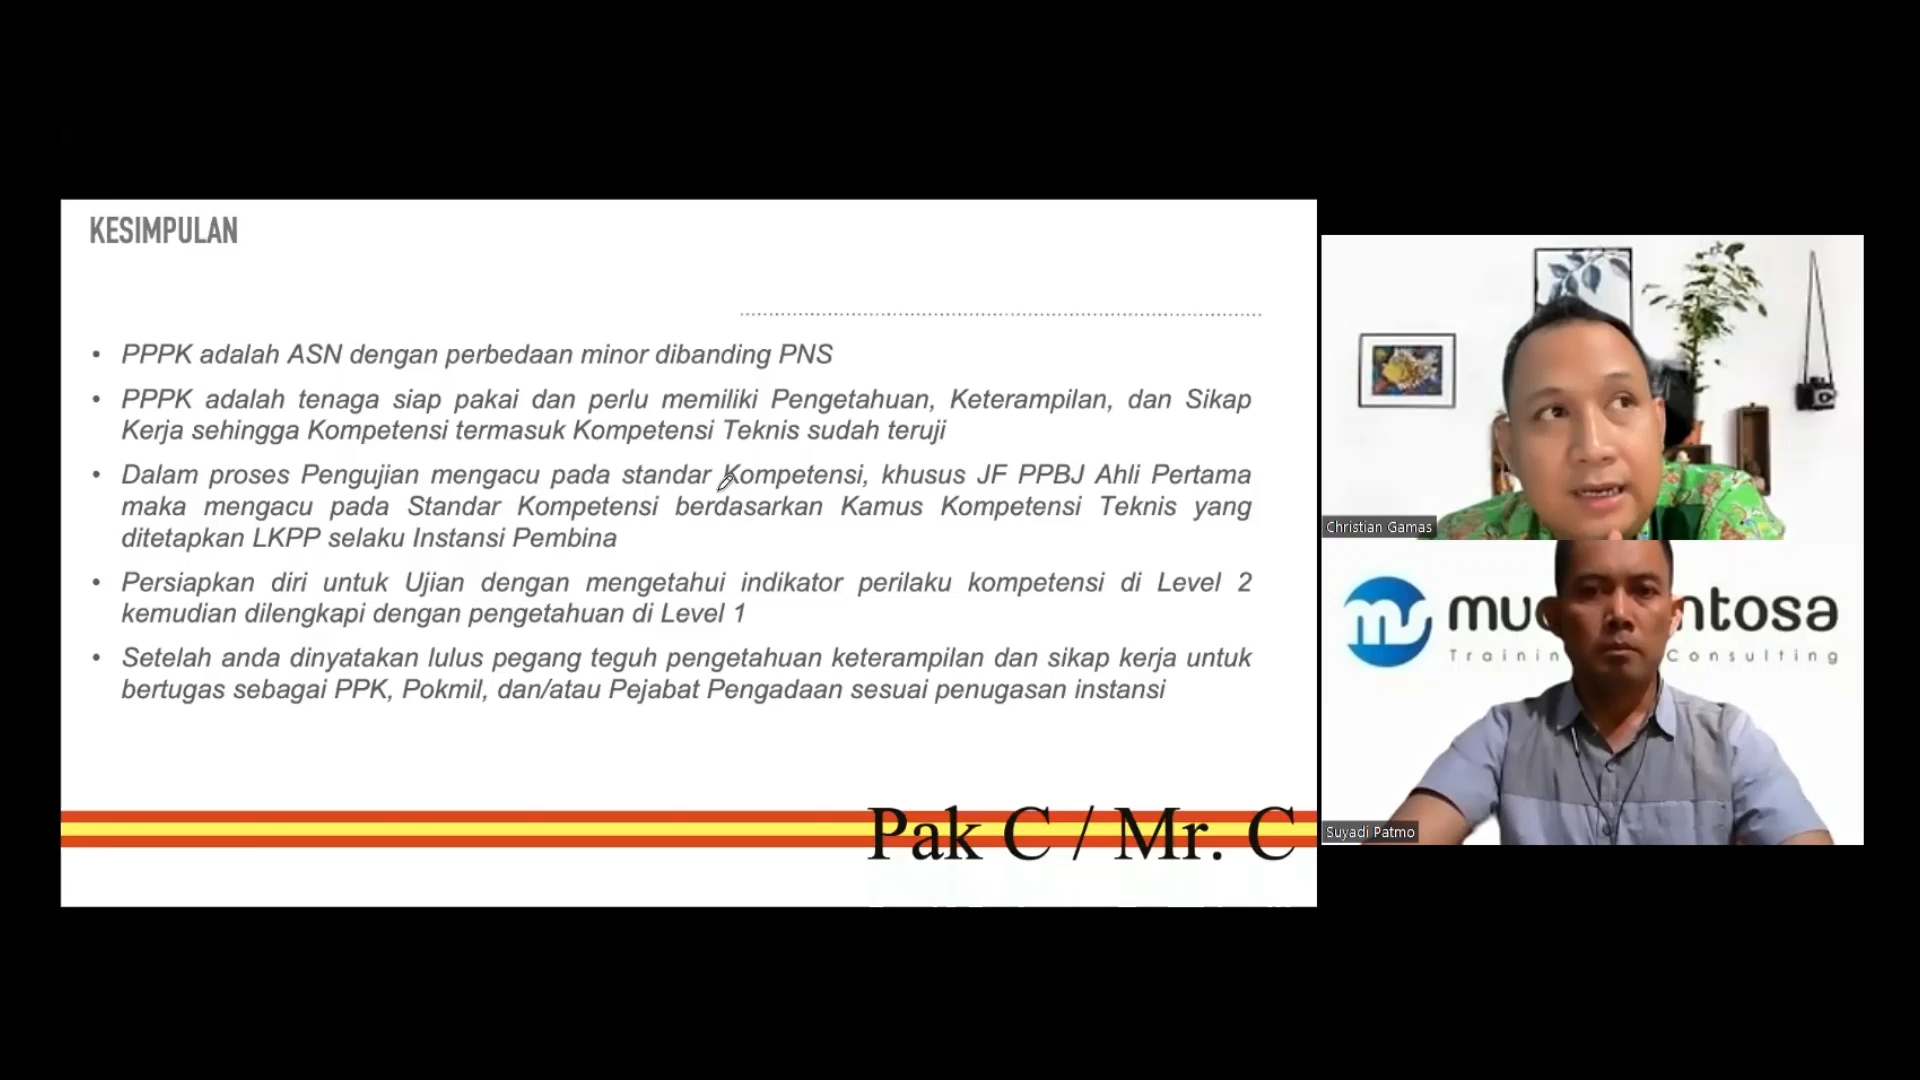 KESIMPULAN
• PPPK adalah ASN dengan perbedaan minor dibanding PNS
• PPPK adalah tenaga siap pakai dan perlu memiliki Pengetahuan, Keterampilan, dan Sikap
Kerja sehingga Kompetensi termasuk Kompetensi Teknis sudah teruji
• Dalam proses Pengujian mengacu pada standar Kompetensi, khusus JF PPBJ Ahli Pertama
maka mengacu pada Standar Kompetensi berdasarkan Kamus Kompetensi Teknis yang
ditetapkan LKPP selaku Instansi Pembina
• Persiapkan diri untuk Ujian dengan mengetahui indikator perilaku kompetensi di Level 2
kemudian dilengkapi dengan pengetahuan di Level 1
• Setelah anda dinyatakan lulus pegang teguh pengetahuan keterampilan dan sikap kerja untuk
bertugas sebagai PPK, Pokmil, dan/atau Pejabat Pengadaan sesuai penugasan instansi
Pak C / Mr. C
Christian Gamas
Consulting
Suyadi Patmo